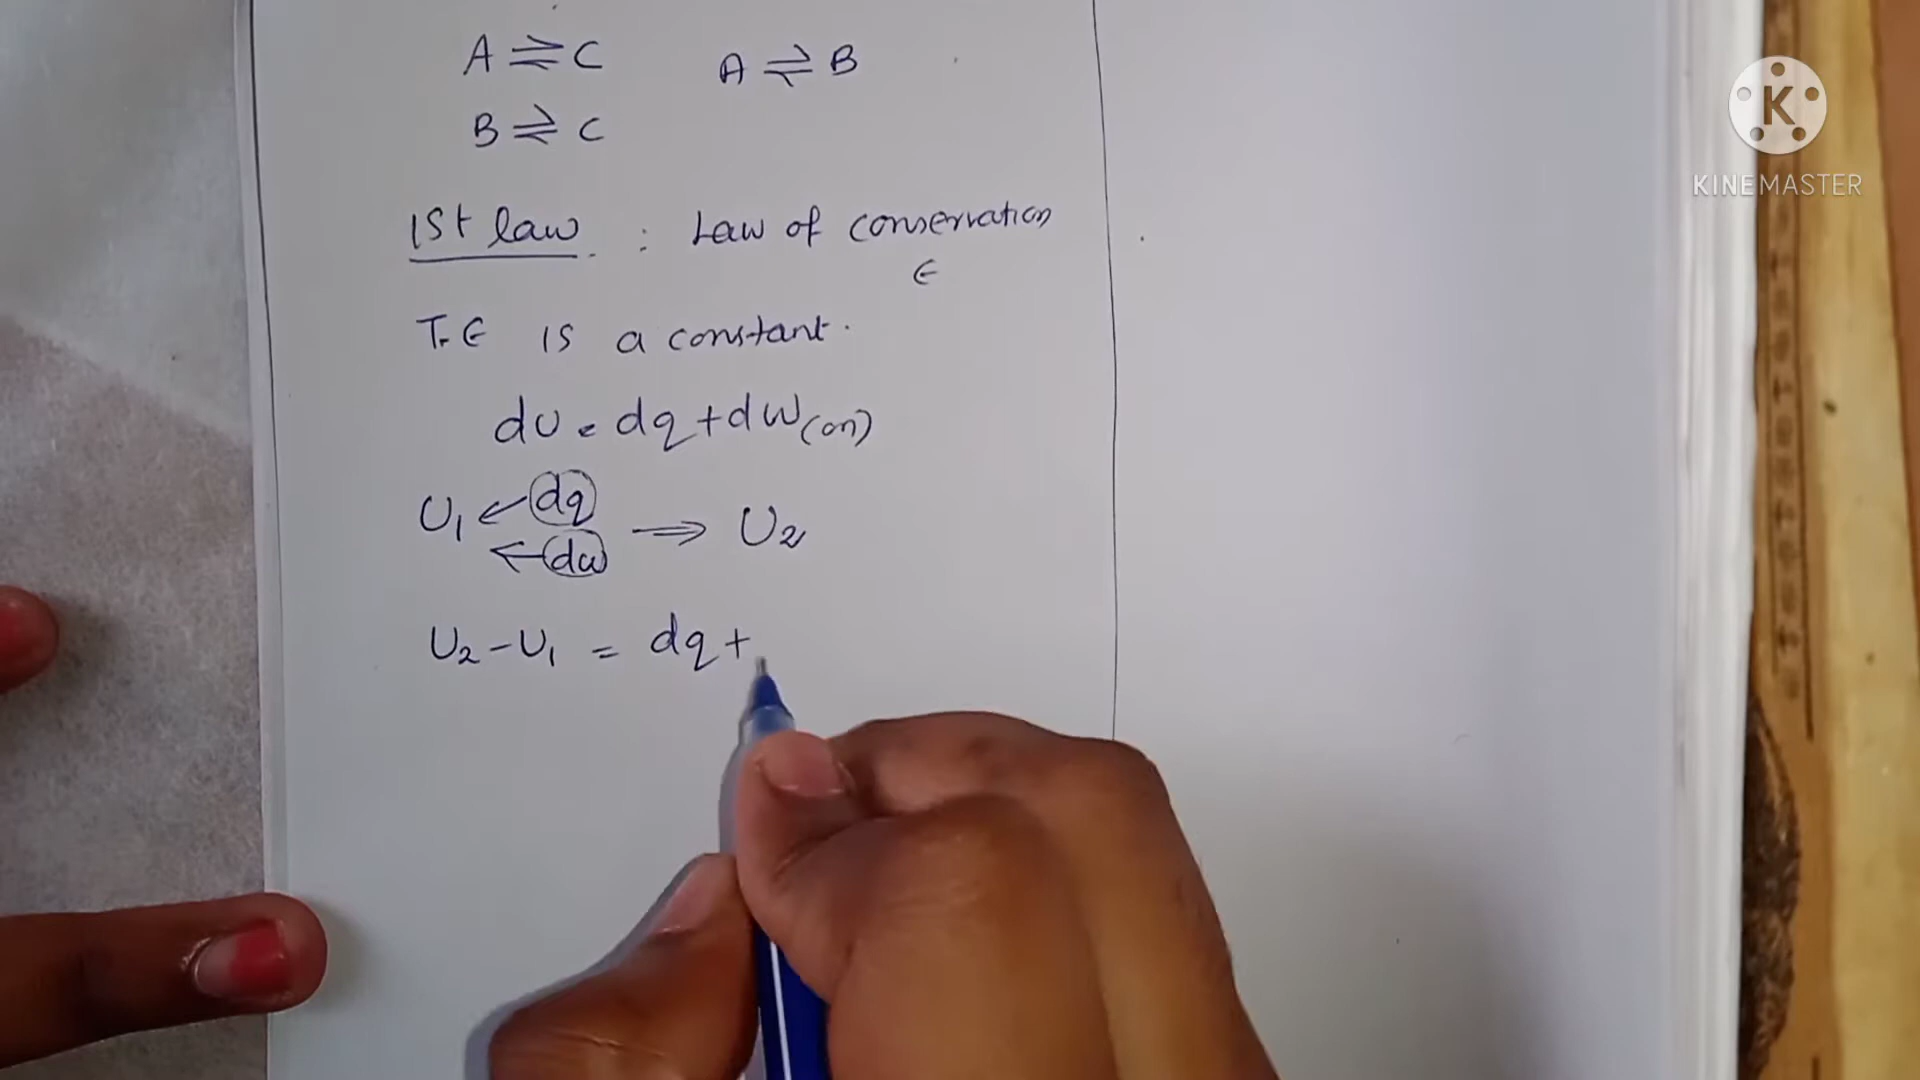 A ⇌ C A ⇌ B
B ⇌ C
1st law : Law of conservation
E
T.E is a constant.
dU = dq + dW (on)
U₁ ← dq
← dw ⇒ U₂
U₂ - U₁ = dq +
K
KINEMASTER